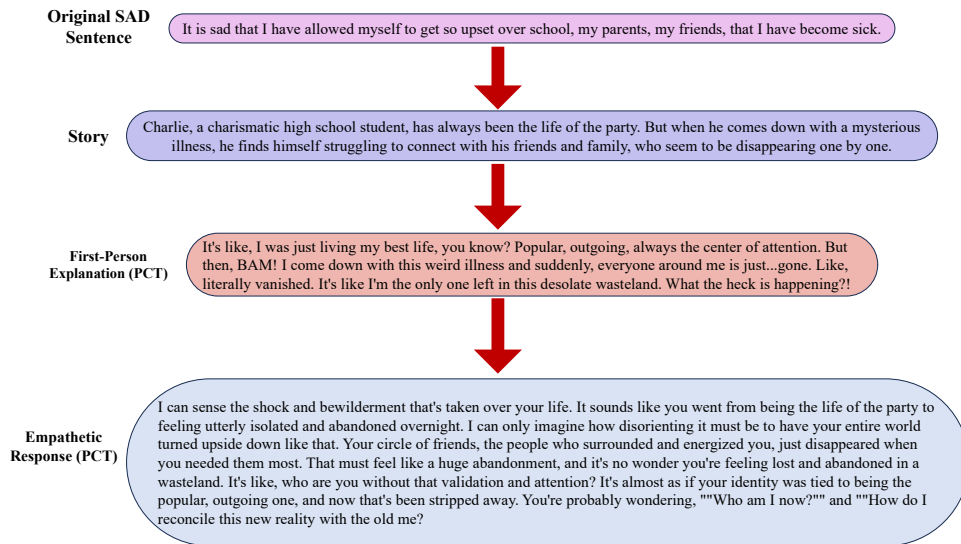 Original SAD
Sentence
It is sad that I have allowed myself to get so upset over school, my parents, my friends, that I have become sick.
Story
Charlie, a charismatic high school student, has always been the life of the party. But when he comes down with a mysterious
illness, he finds himself struggling to connect with his friends and family, who seem to be disappearing one by one.
First-Person
Explanation (PCT)
It's like, I was just living my best life, you know? Popular, outgoing, always the center of attention. But
then, BAM! I come down with this weird illness and suddenly, everyone around me is just...gone. Like,
literally vanished. It's like I'm the only one left in this desolate wasteland. What the heck is happening?!
Empathetic
Response (PCT)
I can sense the shock and bewilderment that's taken over your life. It sounds like you went from being the life of the party to
feeling utterly isolated and abandoned overnight. I can only imagine how disorienting it must be to have your entire world
turned upside down like that. Your circle of friends, the people who surrounded and energized you, just disappeared when
you needed them most. That must feel like a huge abandonment, and it's no wonder you're feeling lost and abandoned in a
wasteland. It's like, who are you without that validation and attention? It's almost as if your identity was tied to being the
popular, outgoing one, and now that's been stripped away. You're probably wondering, ""Who am I now?"" and ""How do I
reconcile this new reality with the old me?